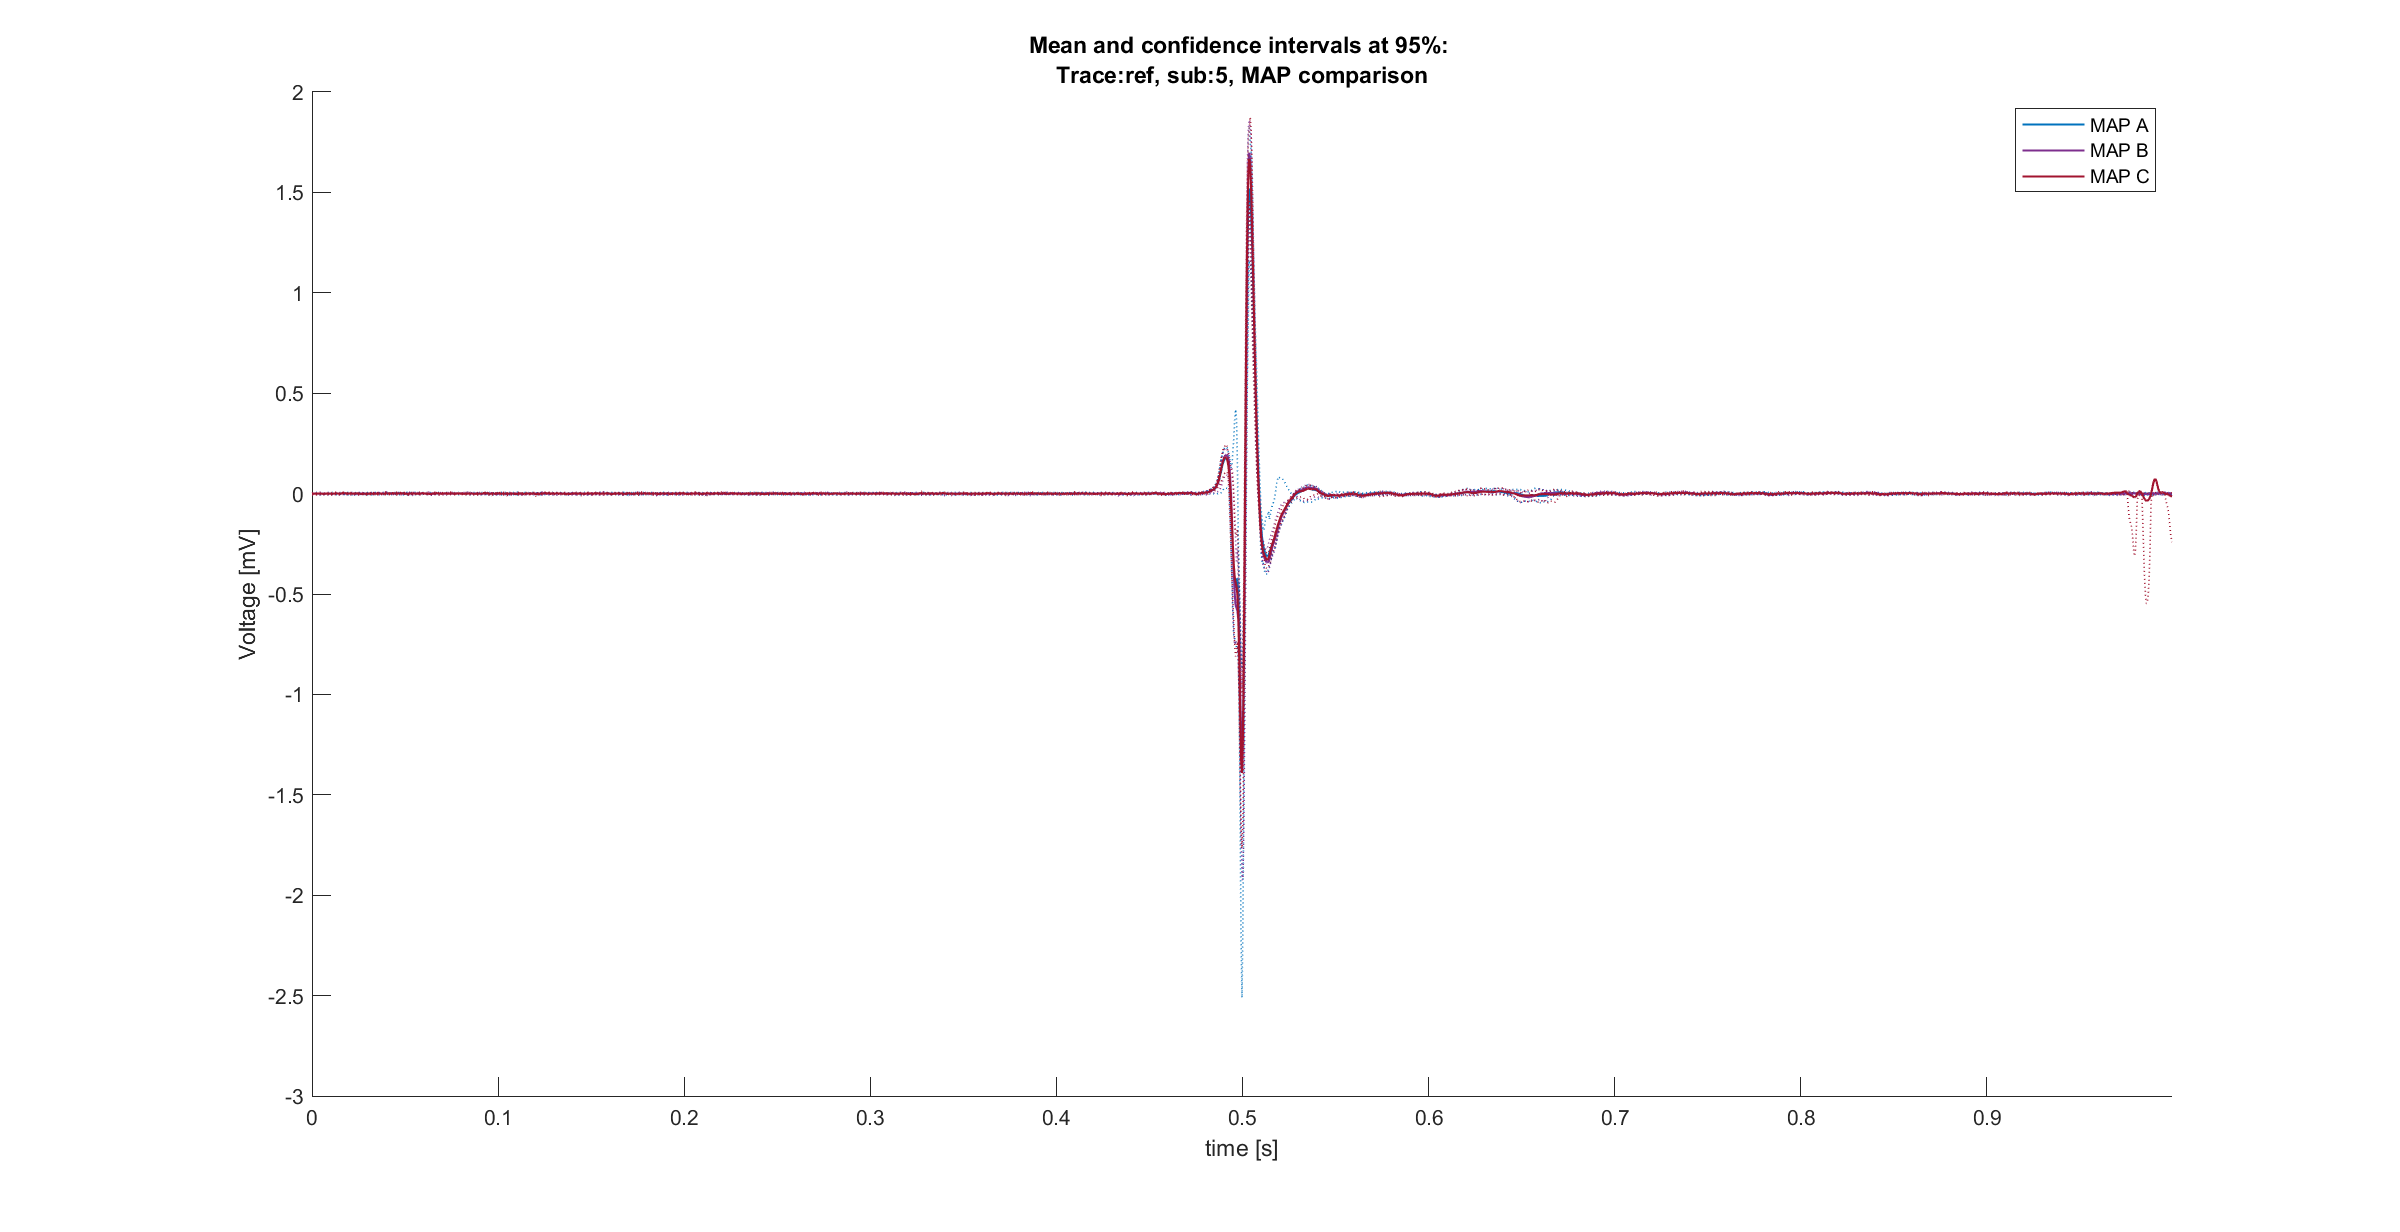 Mean and confidence intervals at 95%:
Trace:ref, sub:5, MAP comparison
MAP A
MAP B
MAP C
2
1.5
1
0.5
0
-0.5
-1
-1.5
-2
-2.5
-3
Voltage [mV]
0 0.1 0.2 0.3 0.4 0.5 0.6 0.7 0.8 0.9
time [s]